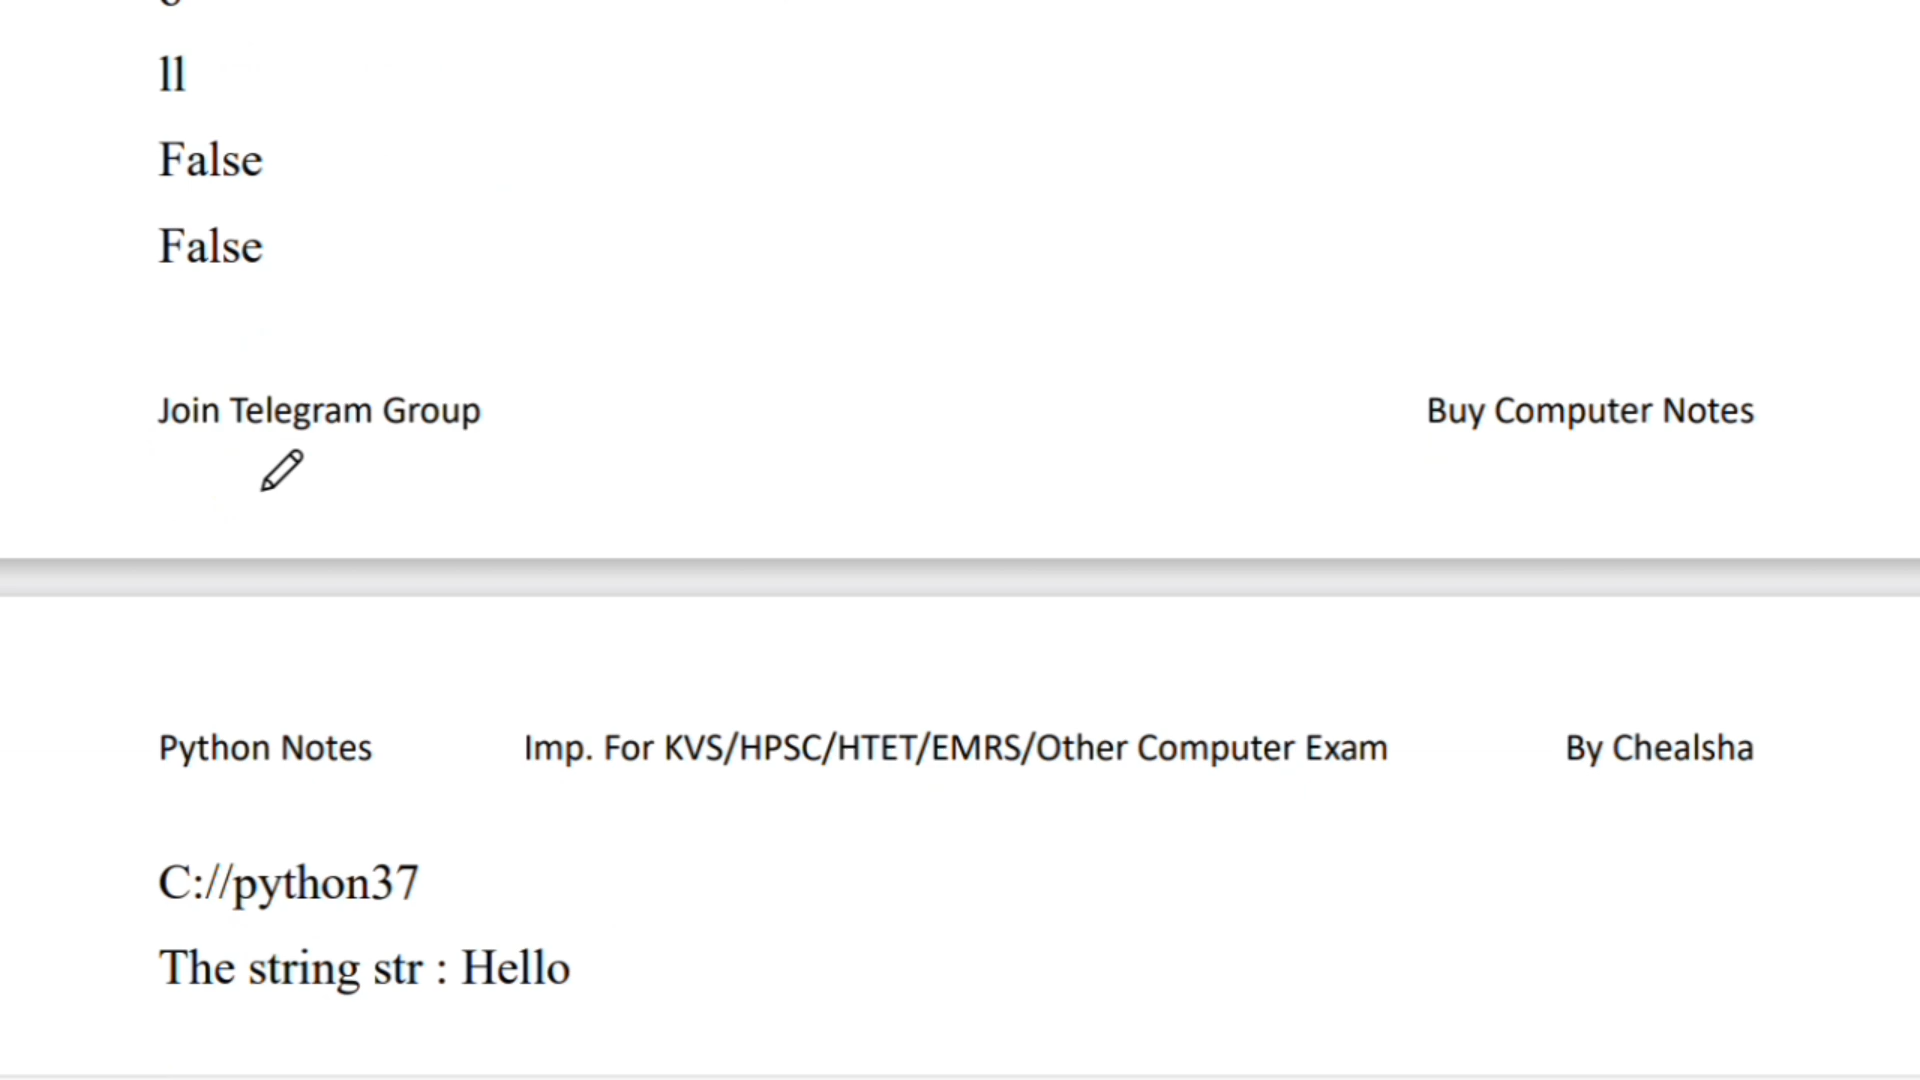 ll
False
False
Join Telegram Group Buy Computer Notes
Python Notes Imp. For KVS/HPSC/HTET/EMRS/Other Computer Exam By Chealsha
C://python37
The string str : Hello